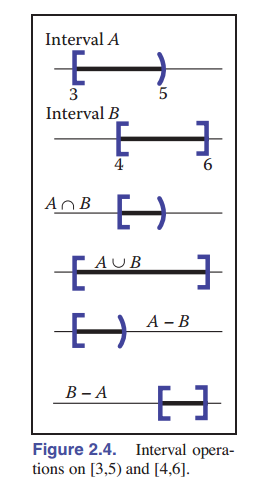 Interval A
3 5
Interval B
4 6
A ∩ B
A ∪ B
A − B
B − A
Figure 2.4. Interval opera-
tions on [3,5) and [4,6].